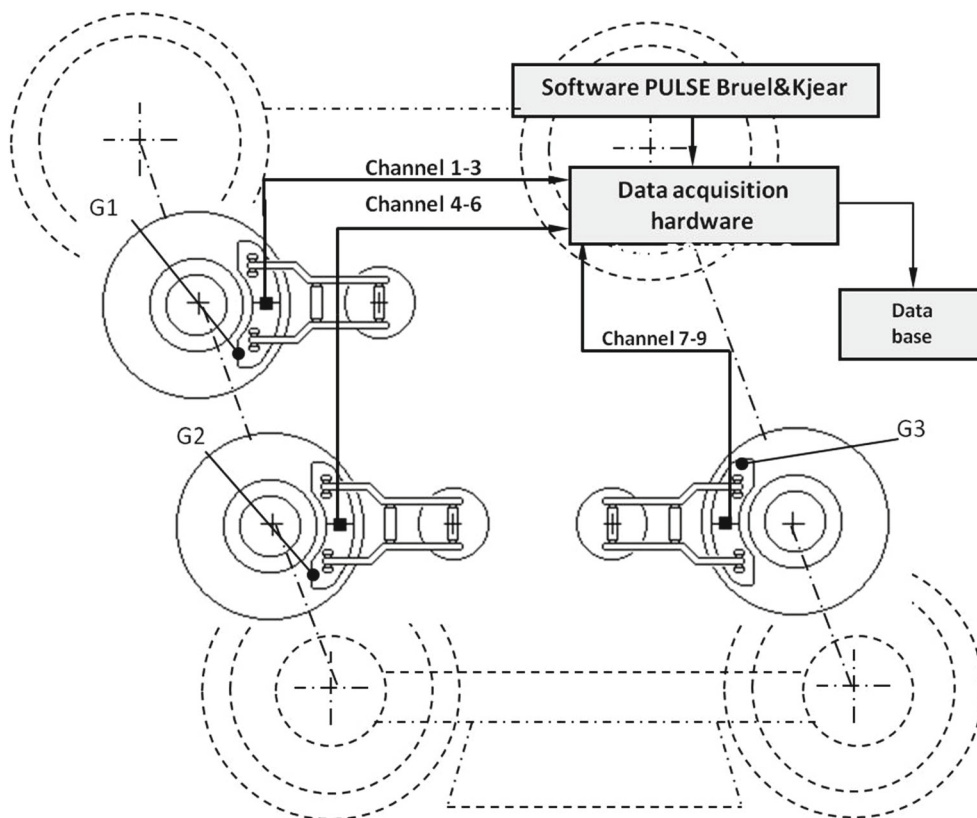 Software PULSE Bruel&Kjear
Channel 1-3
Data acquisition
hardware
Channel 4-6
G1
Data
base
Channel 7-9
G2
G3